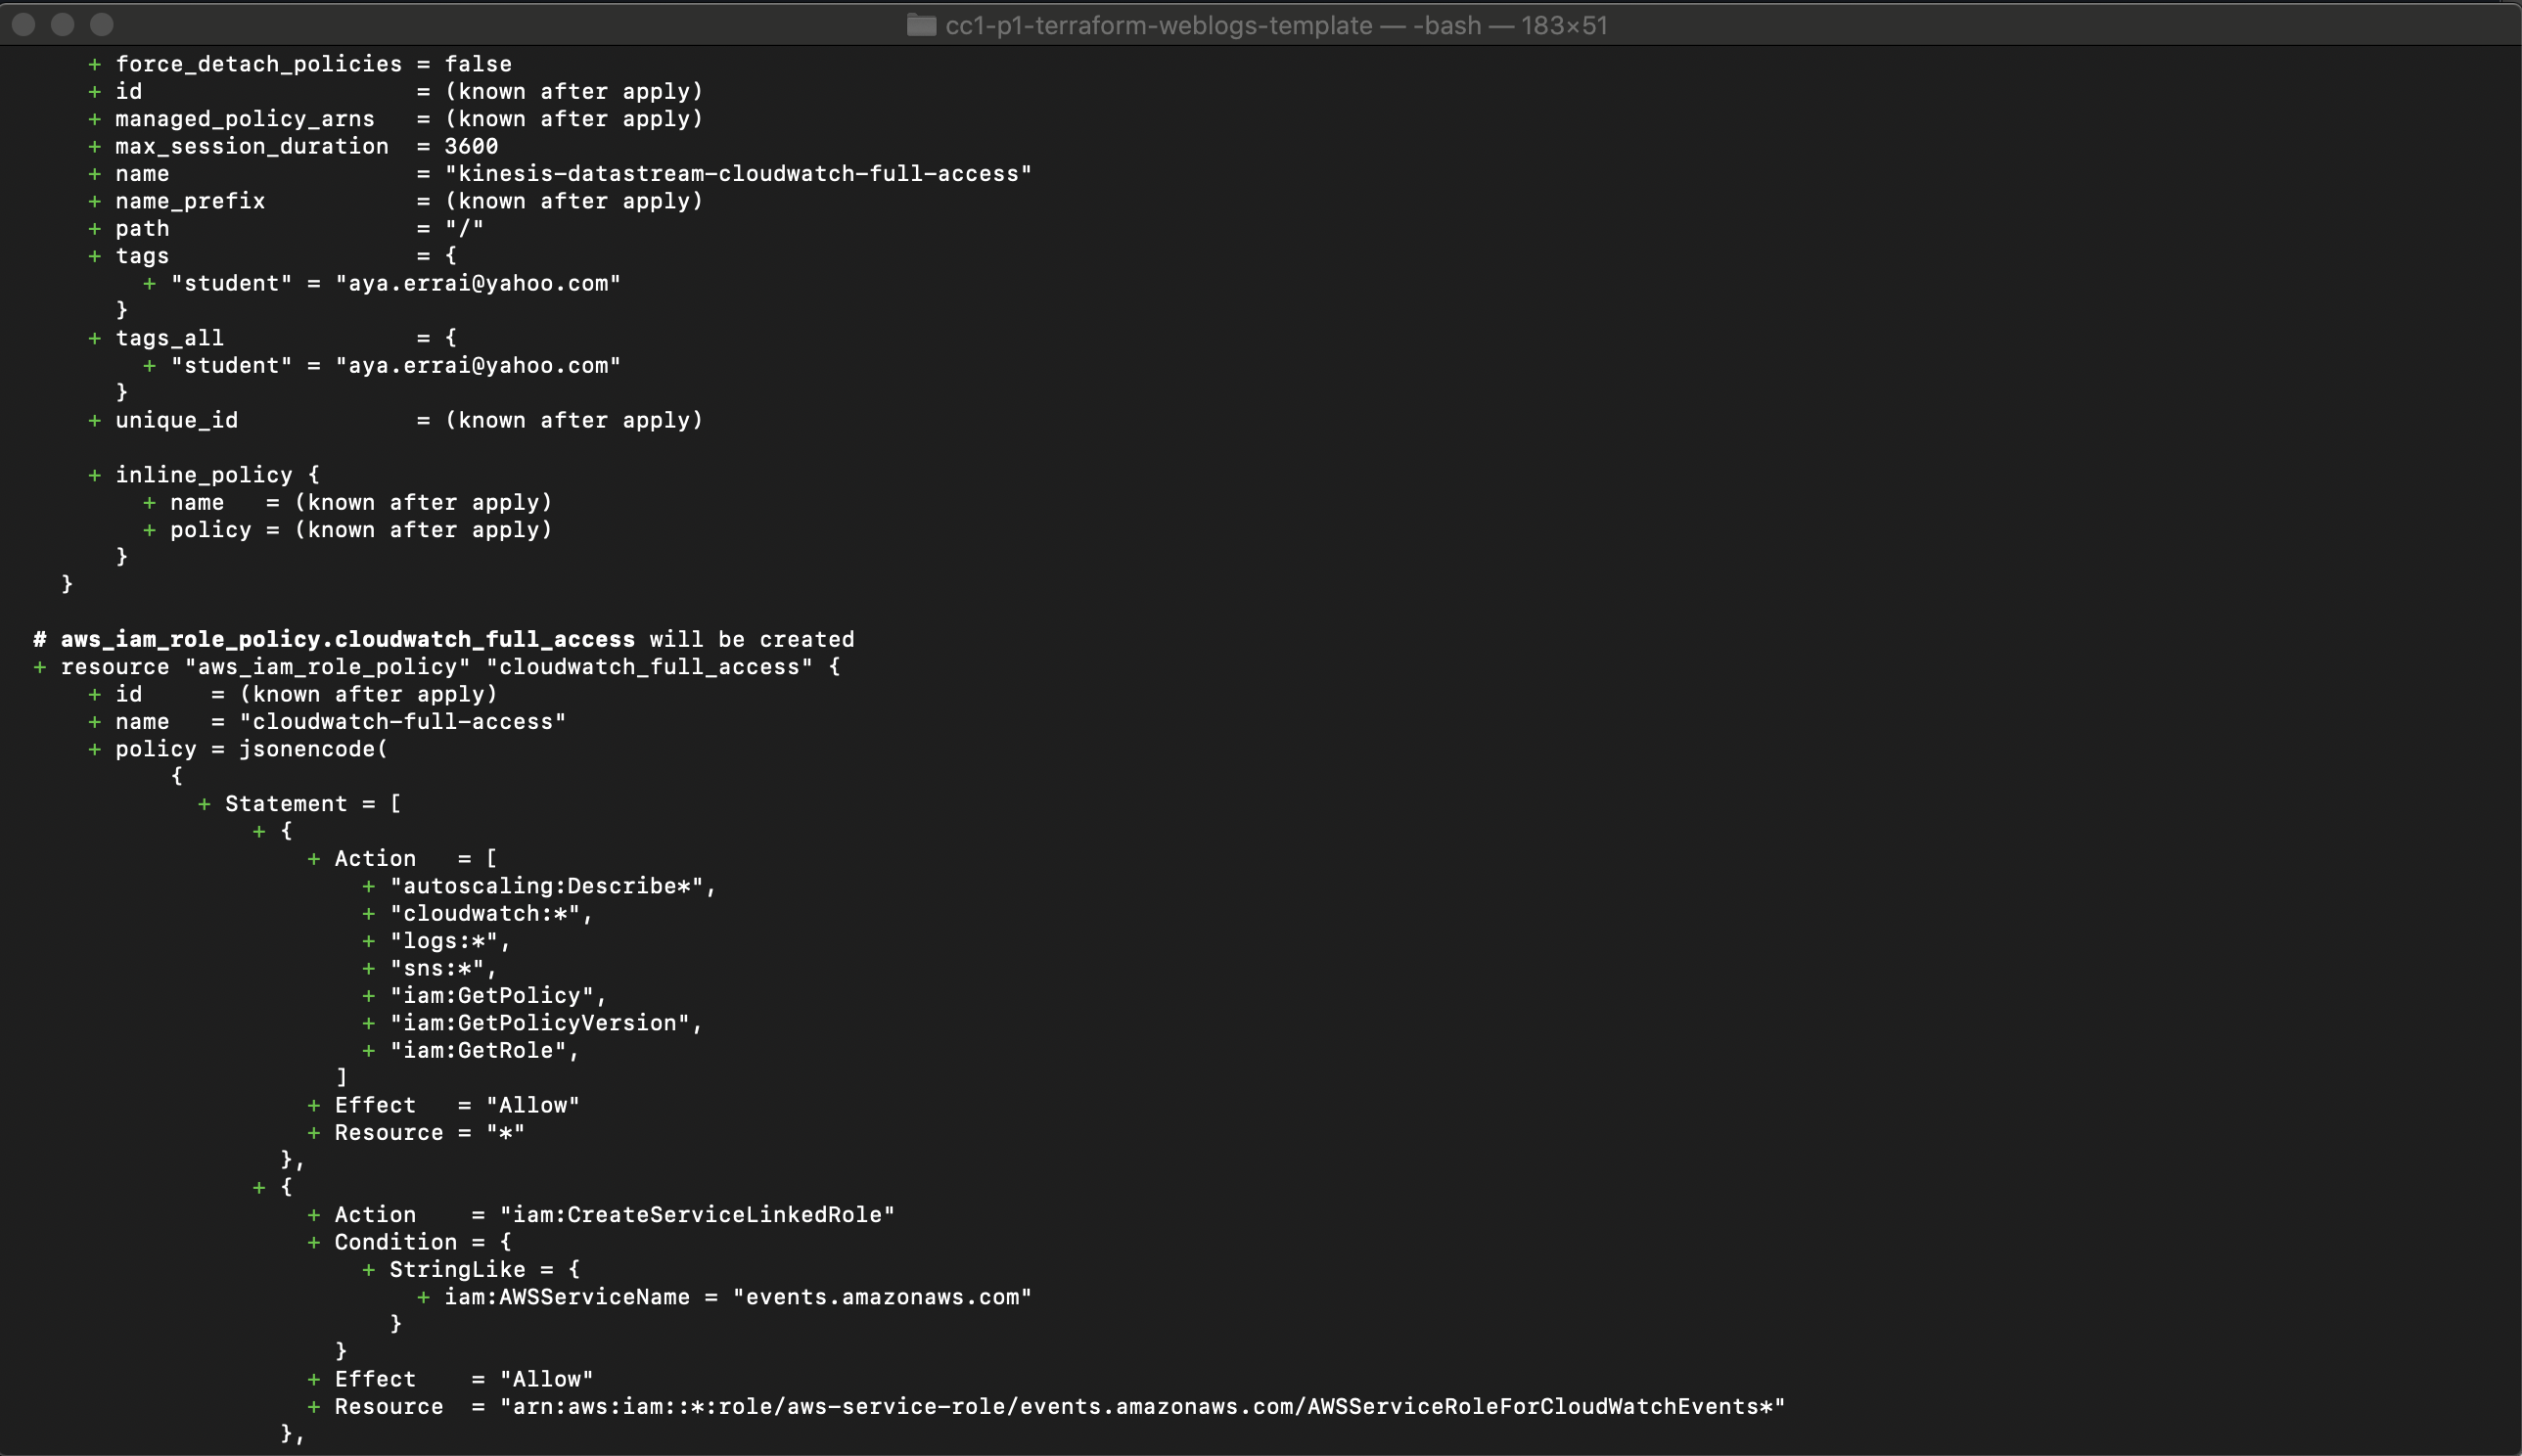 cc1-p1-terraform-weblogs-template — -bash — 183×51
      + force_detach_policies = false
      + id                    = (known after apply)
      + managed_policy_arns   = (known after apply)
      + max_session_duration  = 3600
      + name                  = "kinesis-datastream-cloudwatch-full-access"
      + name_prefix           = (known after apply)
      + path                  = "/"
      + tags                  = {
          + "student" = "aya.errai@yahoo.com"
        }
      + tags_all              = {
          + "student" = "aya.errai@yahoo.com"
        }
      + unique_id             = (known after apply)

      + inline_policy {
          + name   = (known after apply)
          + policy = (known after apply)
        }
    }

  # aws_iam_role_policy.cloudwatch_full_access will be created
  + resource "aws_iam_role_policy" "cloudwatch_full_access" {
      + id     = (known after apply)
      + name   = "cloudwatch-full-access"
      + policy = jsonencode(
            {
              + Statement = [
                  + {
                      + Action   = [
                          + "autoscaling:Describe*",
                          + "cloudwatch:*",
                          + "logs:*",
                          + "sns:*",
                          + "iam:GetPolicy",
                          + "iam:GetPolicyVersion",
                          + "iam:GetRole",
                        ]
                      + Effect   = "Allow"
                      + Resource = "*"
                    },
                  + {
                      + Action    = "iam:CreateServiceLinkedRole"
                      + Condition = {
                          + StringLike = {
                              + iam:AWSServiceName = "events.amazonaws.com"
                            }
                        }
                      + Effect    = "Allow"
                      + Resource  = "arn:aws:iam::*:role/aws-service-role/events.amazonaws.com/AWSServiceRoleForCloudWatchEvents*"
                    },